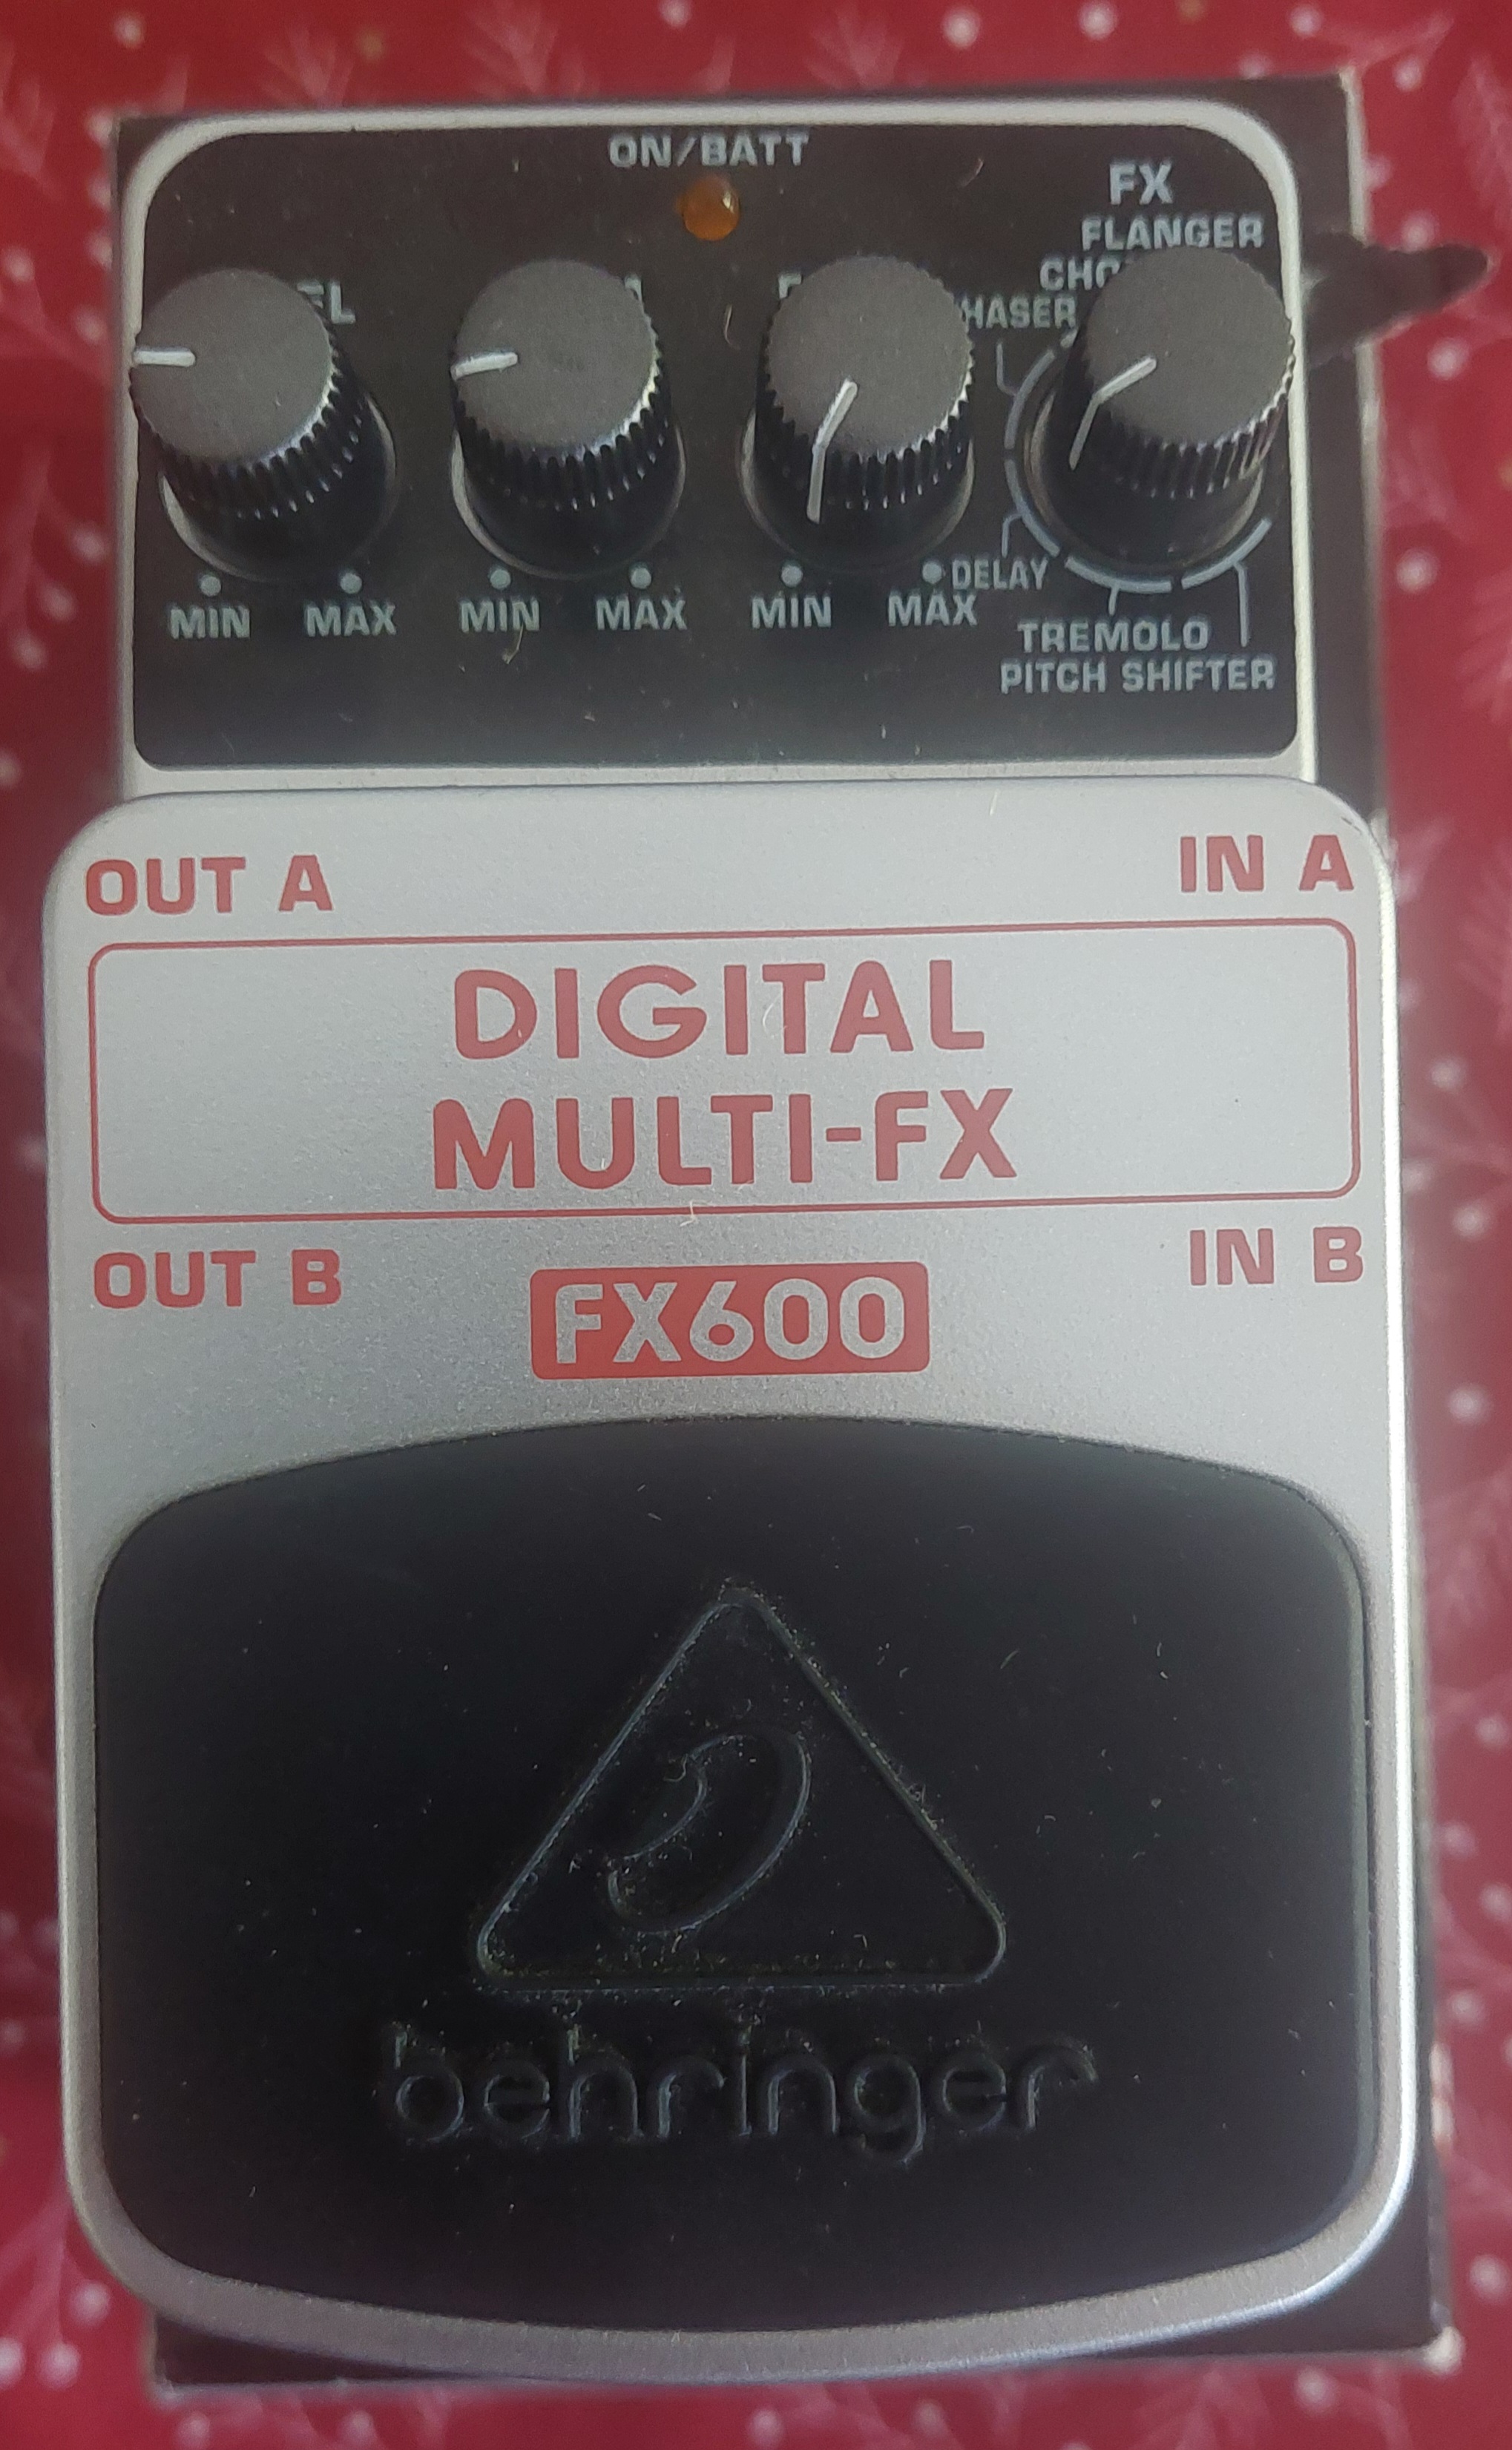 ON/BATT
FX
FLANGER
MIN MAX MIN MAX MIN MAX
DELAY
TREMOLO
PITCH SHIFTER
OUT A IN A
DIGITAL
MULTI-FX
OUT B IN B
FX600
behringer